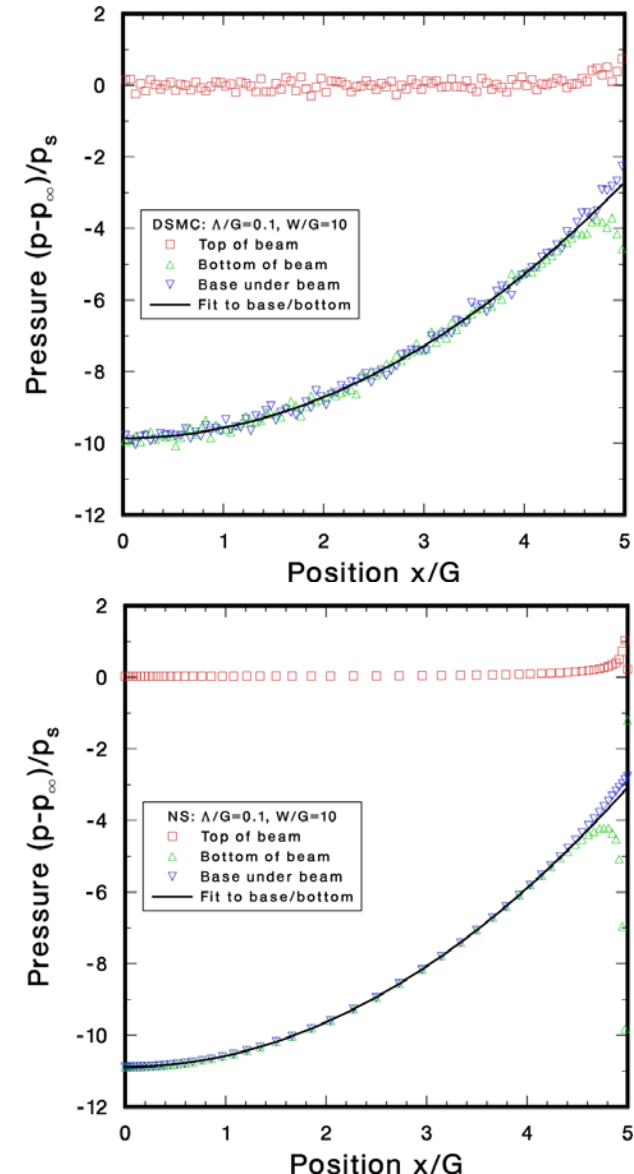 2
0
-2
-4
-6
-8
-10
-12
Pressure (p-p∞)/ps
DSMC: Λ/G=0.1, W/G=10
Top of beam
Bottom of beam
Base under beam
Fit to base/bottom
0 1 2 3 4 5
Position x/G
2
0
-2
-4
-6
-8
-10
-12
Pressure (p-p∞)/ps
NS: Λ/G=0.1, W/G=10
Top of beam
Bottom of beam
Base under beam
Fit to base/bottom
0 1 2 3 4 5
Position x/G